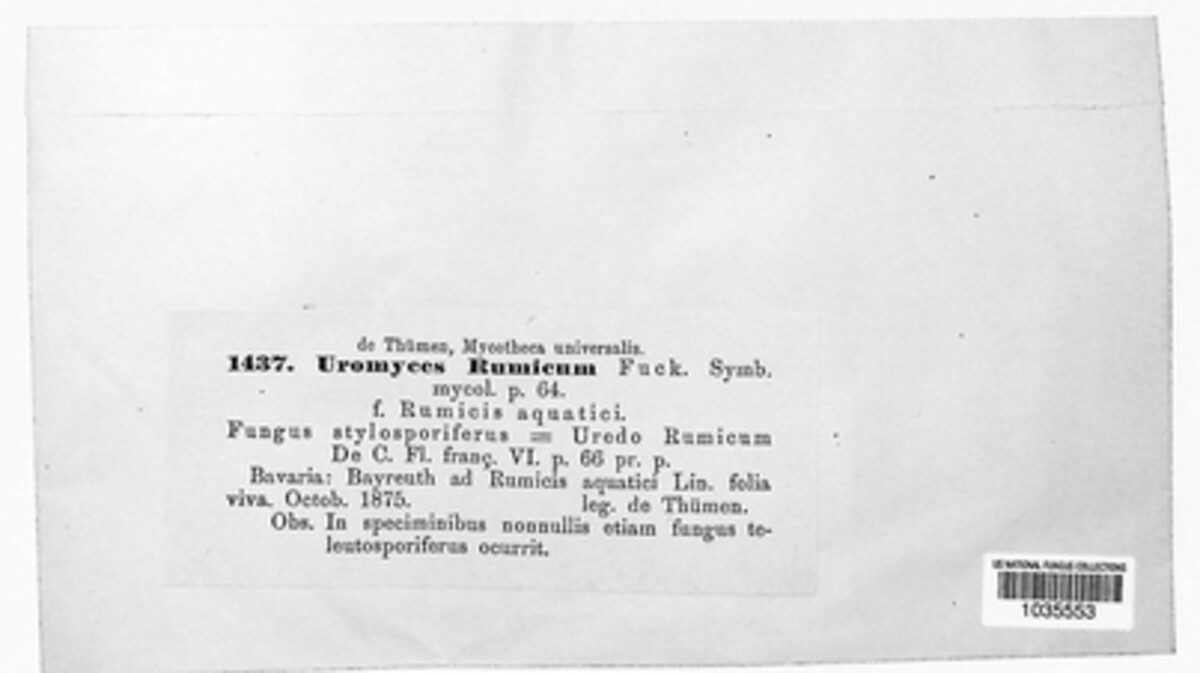 de Thümen, Mycotheca universalis.
1437. Uromyces Rumicum Fuck. Symb.
mycol. p. 64.
f. Rumicis aquatici.
Fungus stylosporiferus = Uredo Rumicum
De C. Fl. franç. VI. p. 66 pr. p.
Bavaria: Bayreuth ad Rumicis aquatici Lin. folia
viva. Octob. 1875. leg. de Thümen.
Obs. In speciminibus nonnullis etiam fungus te-
leutosporiferus ocurrit.
US NATIONAL FUNGUS COLLECTIONS
1035553